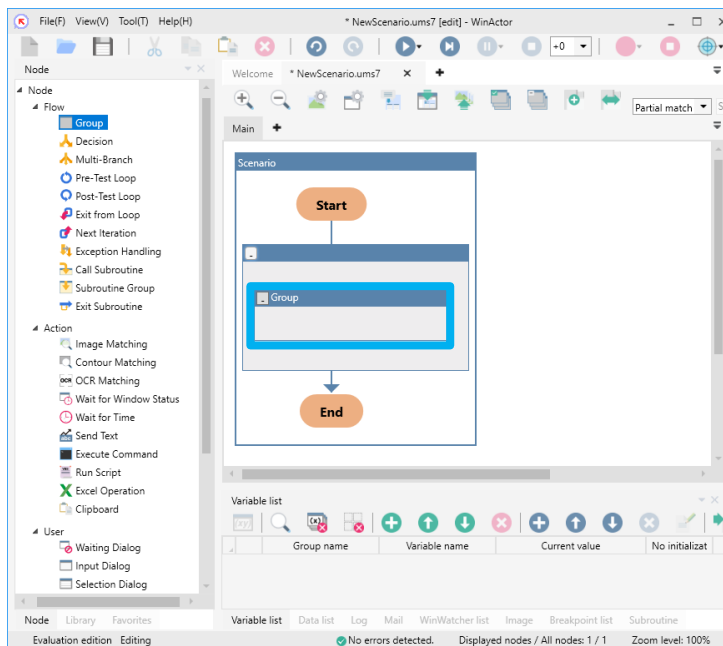 File(F) View(V) Tool(T) Help(H) * NewScenario.ums7 [edit] - WinActor
+0
Node
Node
Flow
Group
Decision
Multi-Branch
Pre-Test Loop
Post-Test Loop
Exit from Loop
Next Iteration
Exception Handling
Call Subroutine
Subroutine Group
Exit Subroutine
Action
Image Matching
Contour Matching
OCR OCR Matching
Wait for Window Status
Wait for Time
Send Text
Execute Command
Run Script
Excel Operation
Clipboard
User
Waiting Dialog
Input Dialog
Selection Dialog
Node Library Favorites
Welcome * NewScenario.ums7
Partial match
Main
Scenario
Start
Group
End
Variable list
Group name Variable name Current value No initializat
Variable list Data list Log Mail WinWatcher list Image Breakpoint list Subroutine
Evaluation edition Editing No errors detected. Displayed nodes / All nodes: 1 / 1 Zoom level: 100%